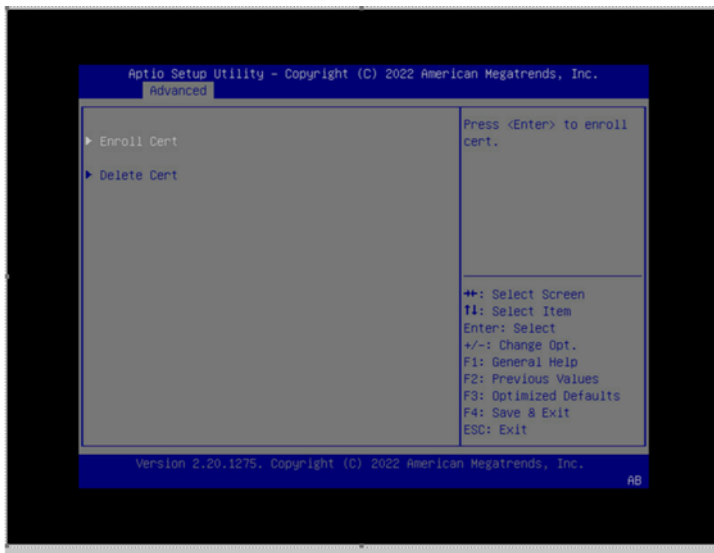 Aptio Setup Utility – Copyright (C) 2022 American Megatrends, Inc.
Advanced
Enroll Cert
Delete Cert
Press <Enter> to enroll
cert.
: Select Screen
↑↓: Select Item
Enter: Select
+/-: Change Opt.
F1: General Help
F2: Previous Values
F3: Optimized Defaults
F4: Save & Exit
ESC: Exit
Version 2.20.1275. Copyright (C) 2022 American Megatrends, Inc.
AB